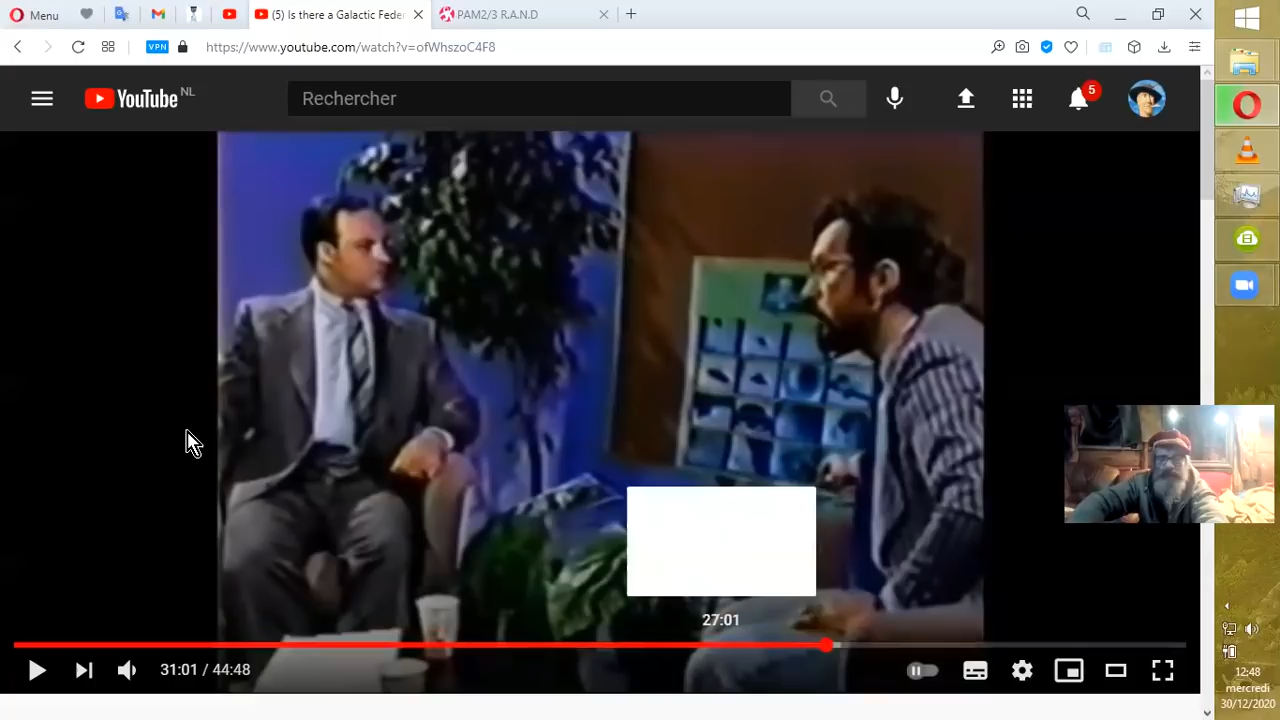 Menu
(5) Is there a Galactic Feder
PAM2/3 R.A.N.D
VPN
https://www.youtube.com/watch?v=ofWhszoC4F8
YouTube NL
Rechercher
5
27:01
31:01 / 44:48
12:48
mercredi
30/12/2020